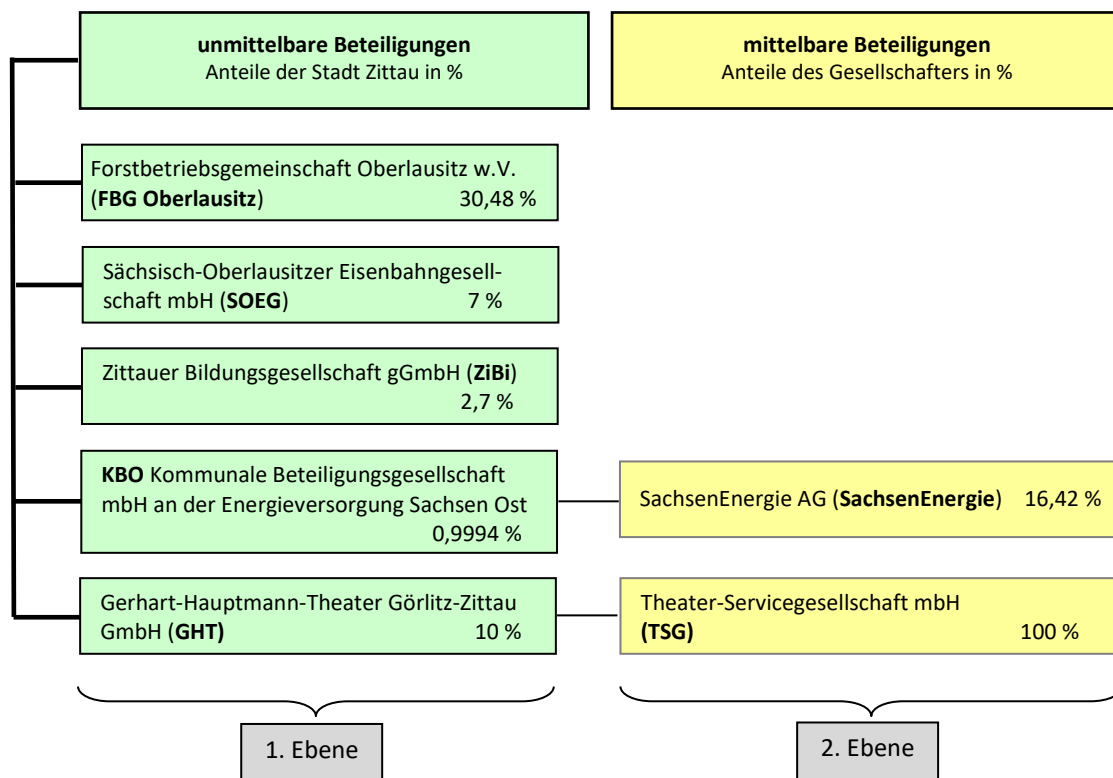 unmittelbare Beteiligungen
Anteile der Stadt Zittau in %
mittelbare Beteiligungen
Anteile des Gesellschafters in %
Forstbetriebsgemeinschaft Oberlausitz w.V.
(FBG Oberlausitz) 30,48 %
Sächsisch-Oberlausitzer Eisenbahngesell-
schaft mbH (SOEG) 7 %
Zittauer Bildungsgesellschaft gGmbH (ZiBi)
2,7 %
KBO Kommunale Beteiligungsgesellschaft
mbH an der Energieversorgung Sachsen Ost
0,9994 %
SachsenEnergie AG (SachsenEnergie) 16,42 %
Gerhart-Hauptmann-Theater Görlitz-Zittau
GmbH (GHT) 10 %
Theater-Servicegesellschaft mbH
(TSG) 100 %
1. Ebene
2. Ebene